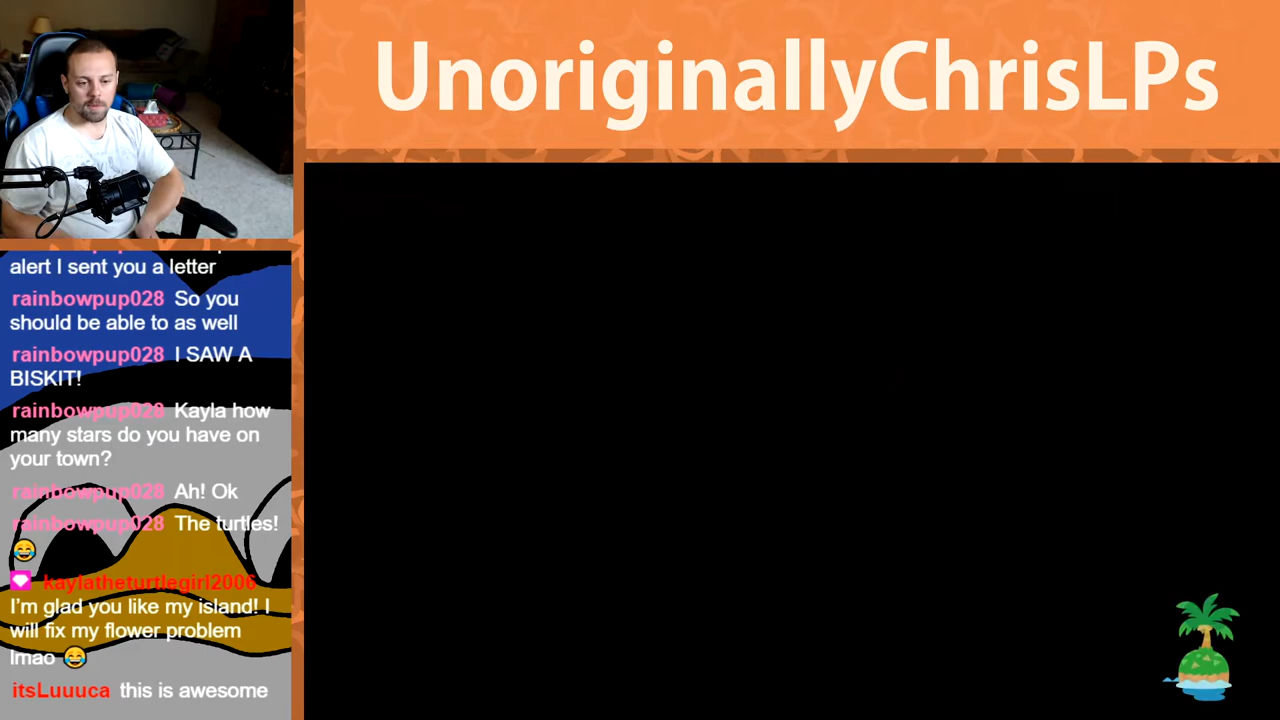 UnoriginallyChrisLPs
alert I sent you a letter
rainbowpup028 So you
should be able to as well
rainbowpup028 I SAW A
BISKIT!
rainbowpup028 Kayla how
many stars do you have on
your town?
rainbowpup028 Ah! Ok
rainbowpup028 The turtles!
😂
kaylatheturtlegirl2006
I'm glad you like my island! I
will fix my flower problem
lmao 😂
itsLuuuca this is awesome